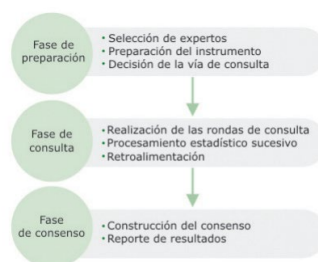 Fase de
preparación
• Selección de expertos
• Preparación del instrumento
• Decisión de la vía de consulta
Fase de
consulta
• Realización de las rondas de consulta
• Procesamiento estadístico sucesivo
• Retroalimentación
Fase
de consenso
• Construcción del consenso
• Reporte de resultados